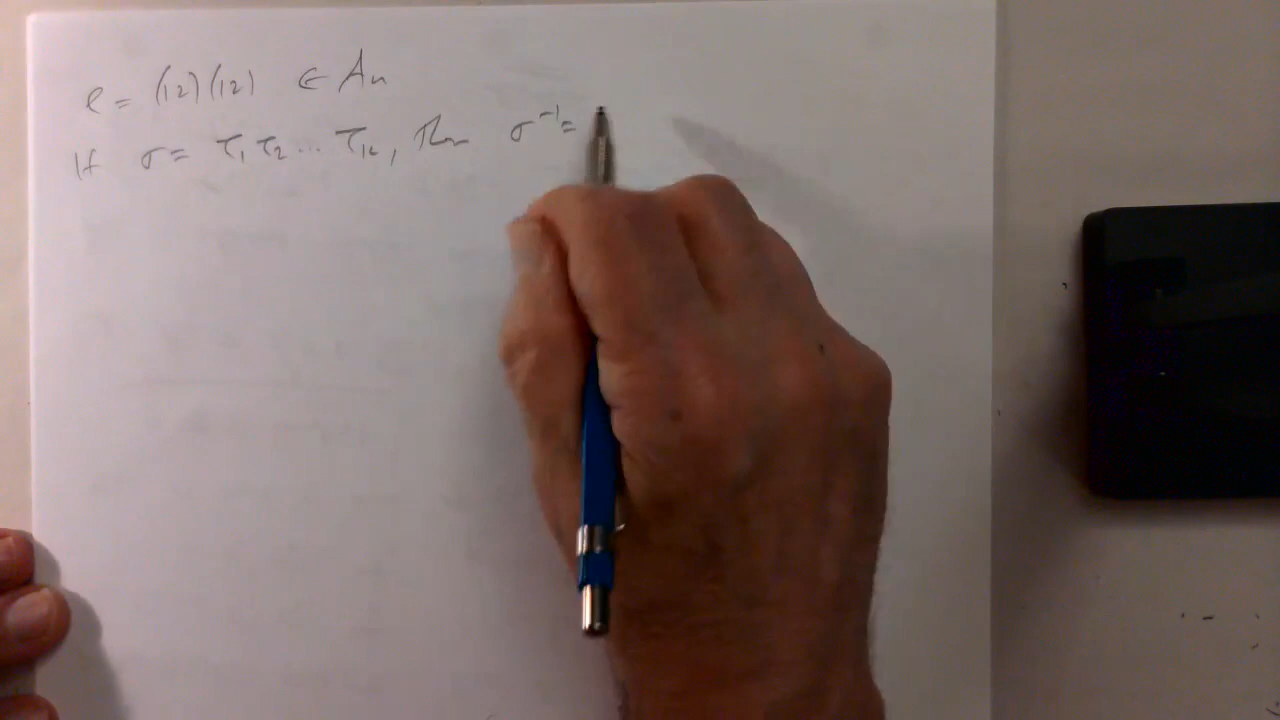 e = (12)(12) ∈ An
If σ = τ₁ τ₂ ... τₖ, then σ⁻¹ =